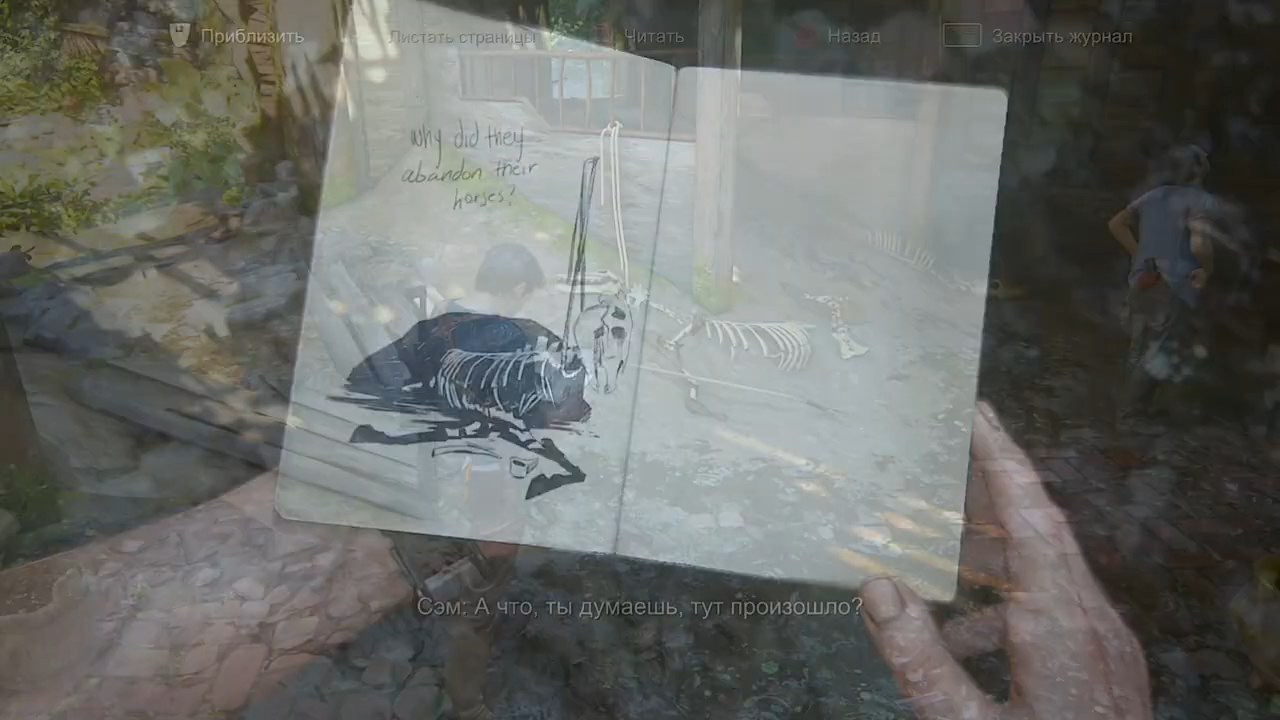 Приблизить
Листать страницы
Читать
Назад
Закрыть журнал
why did they
abandon their
horses?
Сэм: А что, ты думаешь, тут произошло?